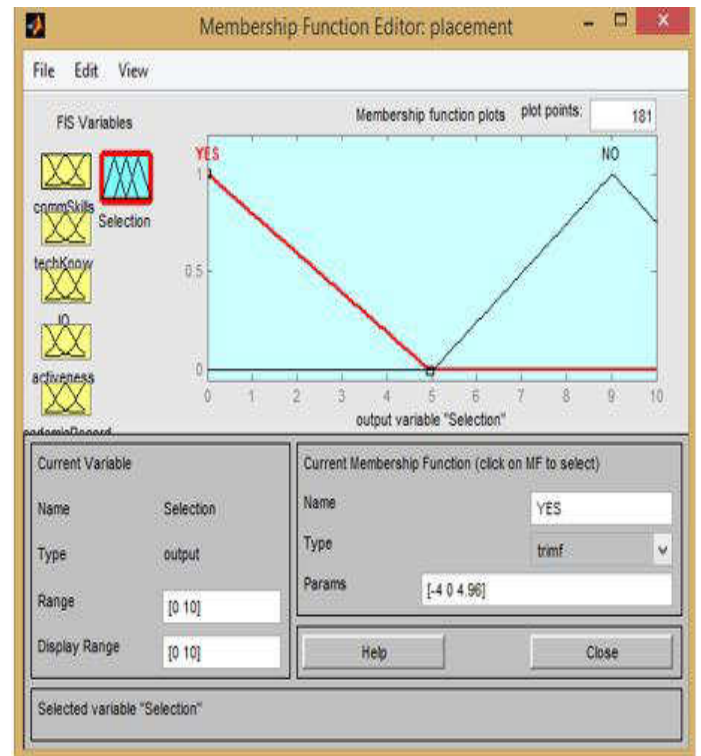 Membership Function Editor: placement
File Edit View
FIS Variables
Membership function plots plot points: 181
commSkills
Selection
techKnow
IQ
activeness
YES
NO
1
0.5
0
0 1 2 3 4 5 6 7 8 9 10
output variable "Selection"
Current Variable
Name Selection
Type output
Range [0 10]
Display Range [0 10]
Current Membership Function (click on MF to select)
Name YES
Type trimf
Params [-4 0 4.96]
Help Close
Selected variable "Selection"